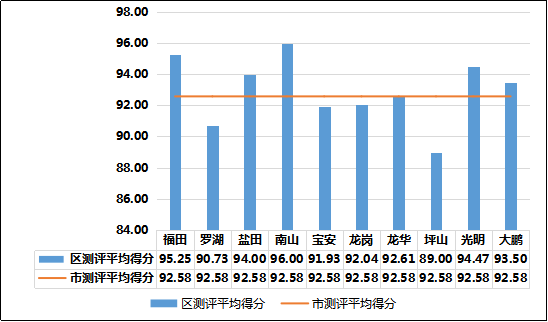 98.00
96.00
94.00
92.00
90.00
88.00
86.00
84.00
福田 罗湖 盐田 南山 宝安 龙岗 龙华 坪山 光明 大鹏
区测评平均得分 95.25 90.73 94.00 96.00 91.93 92.04 92.61 89.00 94.47 93.50
市测评平均得分 92.58 92.58 92.58 92.58 92.58 92.58 92.58 92.58 92.58 92.58
区测评平均得分 市测评平均得分